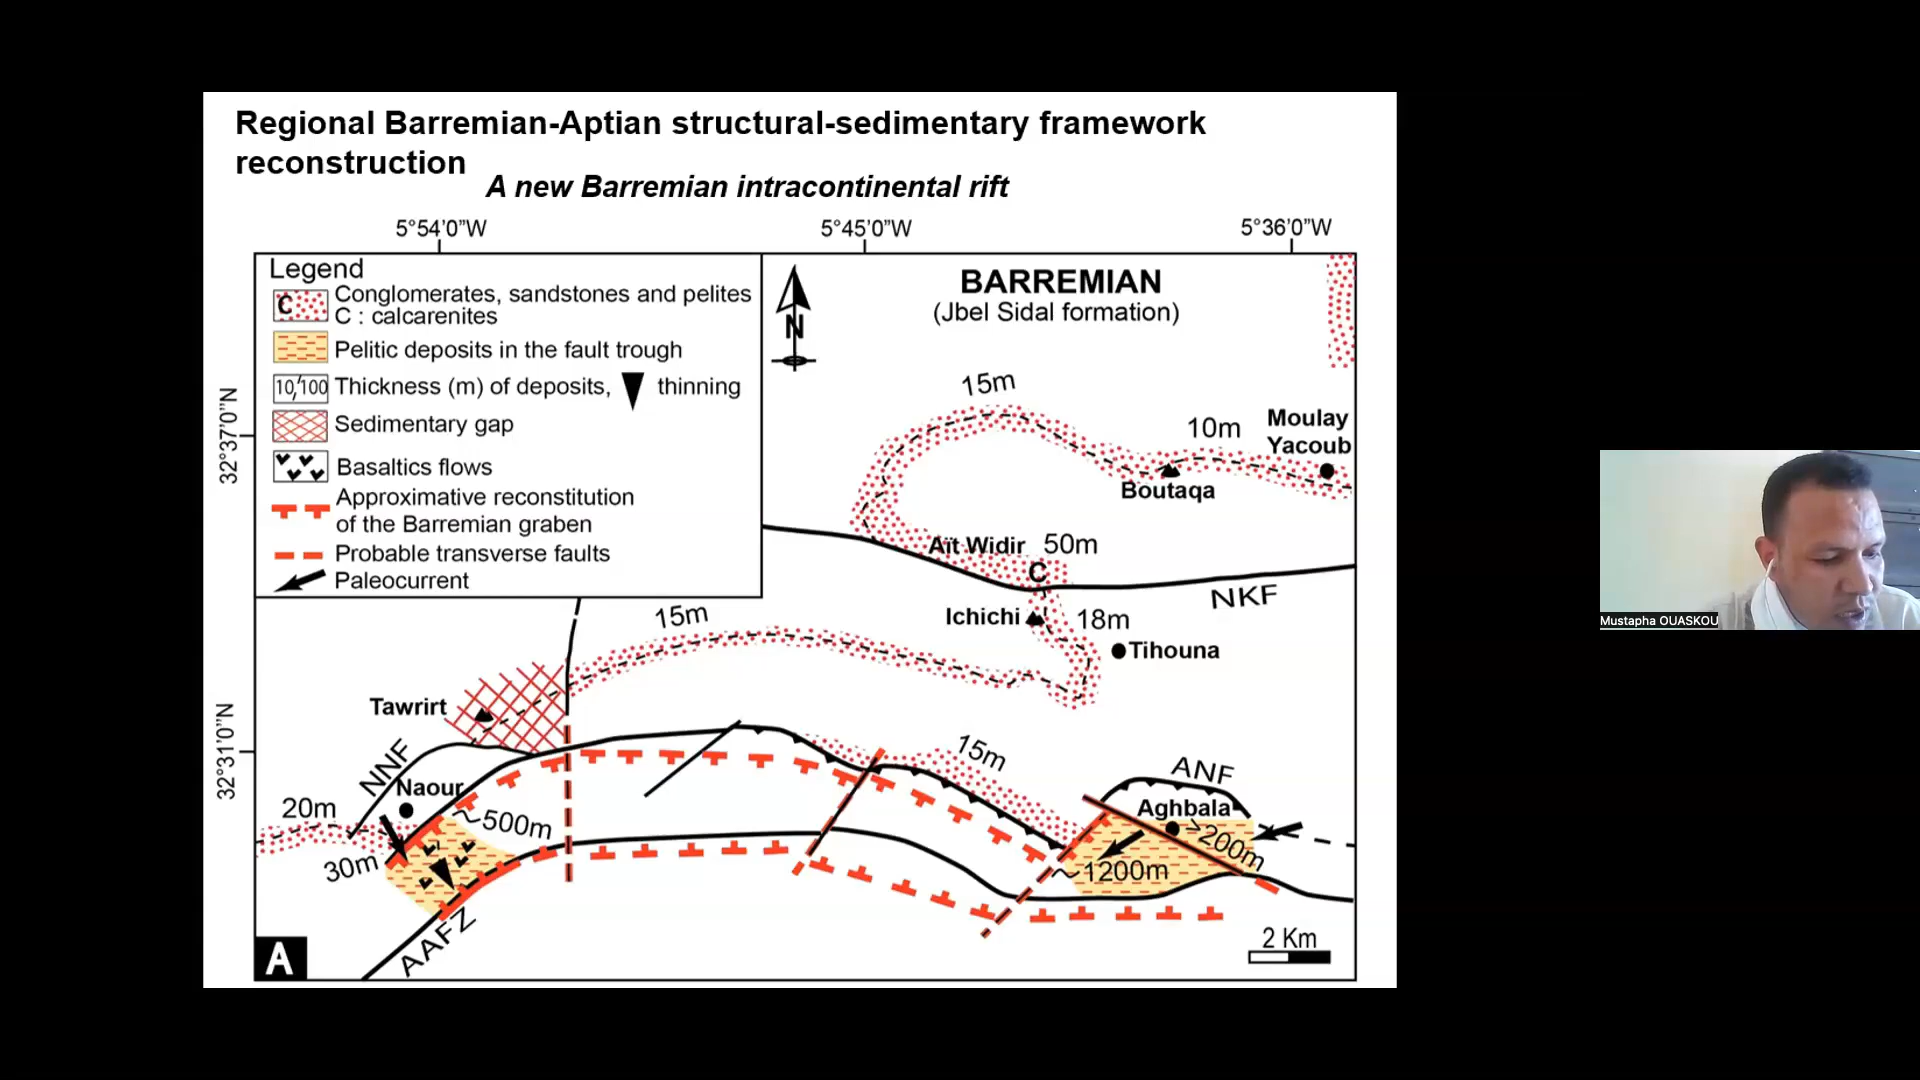 Regional Barremian-Aptian structural-sedimentary framework
reconstruction
A new Barremian intracontinental rift
5°54'0"W
5°45'0"W
5°36'0"W
Legend
C
Conglomerates, sandstones and pelites
C : calcarenites
Pelitic deposits in the fault trough
10/100 Thickness (m) of deposits, thinning
Sedimentary gap
Basaltics flows
Approximative reconstitution
of the Barremian graben
Probable transverse faults
Paleocurrent
N
BARREMIAN
(Jbel Sidal formation)
32°37'0"N
15m
10m
Moulay
Yacoub
Boutaqa
Aït Widir 50m
C
NKF
Ichichi
18m
Tihouna
15m
Tawrirt
32°31'0"N
NNF
Naour
20m
~500m
30m
15m
ANF
Aghbala
>200m
~1200m
AAFZ
2 Km
A
Mustapha OUASKOU